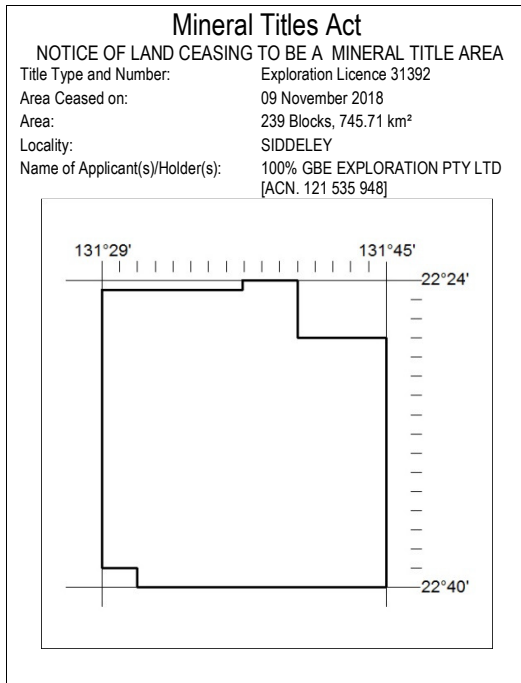 Mineral Titles Act
NOTICE OF LAND CEASING TO BE A MINERAL TITLE AREA
Title Type and Number: Exploration Licence 31392
Area Ceased on: 09 November 2018
Area: 239 Blocks, 745.71 km²
Locality: SIDDELEY
Name of Applicant(s)/Holder(s): 100% GBE EXPLORATION PTY LTD
[ACN. 121 535 948]
131°29' 131°45'
22°24'
22°40'